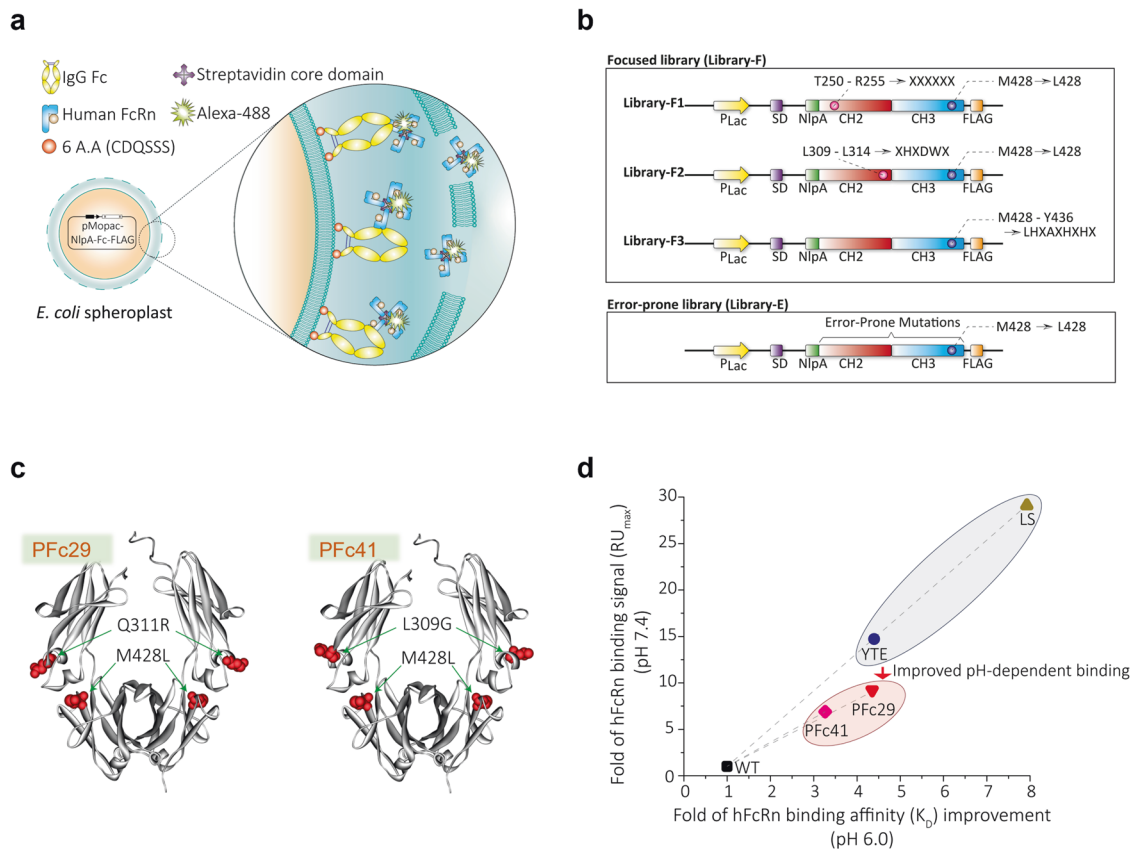 a
IgG Fc
Streptavidin core domain
Human FcRn
Alexa-488
6 A.A (CDQSSS)
pMopac-
NlpA-Fc-FLAG
E. coli spheroplast
b
Focused library (Library-F)
T250 - R255 → XXXXXX
M428 → L428
Library-F1
PLac
SD
NlpA
CH2
CH3
FLAG
L309 - L314 → XHXDWX
M428 → L428
Library-F2
PLac
SD
NlpA
CH2
CH3
FLAG
M428 - Y436
→ LHXAXHXHX
Library-F3
PLac
SD
NlpA
CH2
CH3
FLAG
Error-prone library (Library-E)
Error-Prone Mutations
M428 → L428
PLac
SD
NlpA
CH2
CH3
FLAG
c
PFc29
Q311R
M428L
PFc41
L309G
M428L
d
Fold of hFcRn binding signal (RUmax)
(pH 7.4)
30
25
20
15
10
5
0
LS
YTE
Improved pH-dependent binding
PFc29
PFc41
WT
0 1 2 3 4 5 6 7 8
Fold of hFcRn binding affinity (KD) improvement
(pH 6.0)